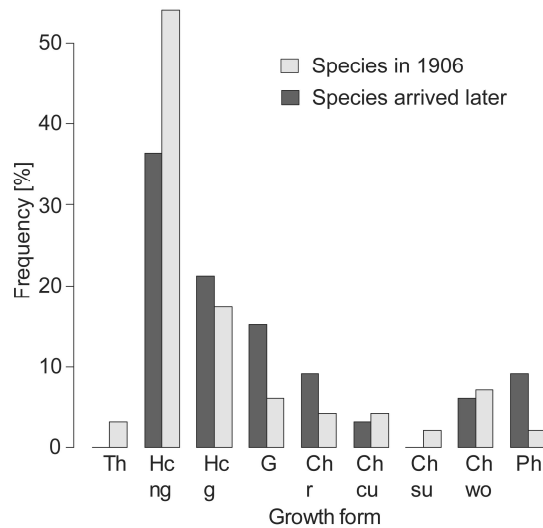 50
40
30
20
10
0
Frequency [%]
Species in 1906
Species arrived later
Th Hc Hc G Ch Ch Ch Ch Ph
ng g r cu su wo
Growth form